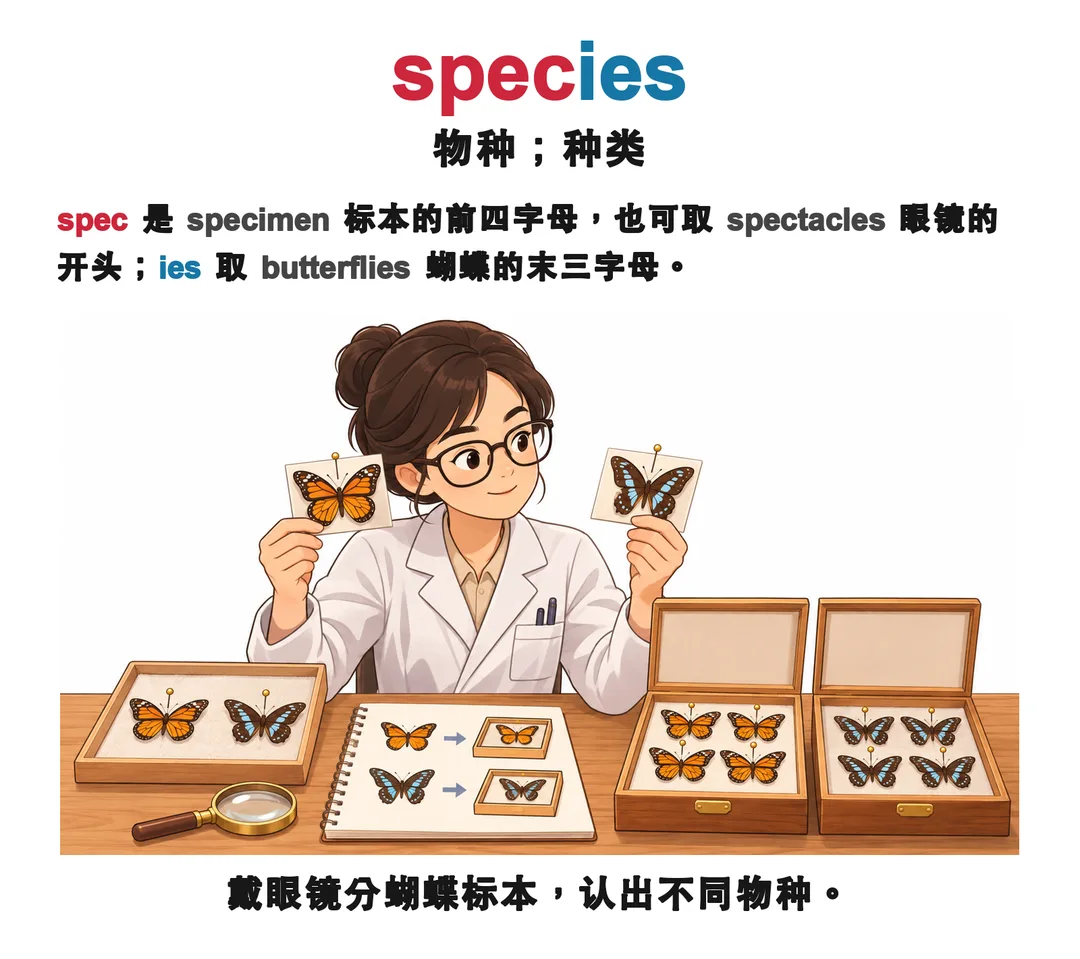 species
物种；种类
spec 是 specimen 标本的前四字母，也可取 spectacles 眼镜的
开头；ies 取 butterflies 蝴蝶的末三字母。
戴眼镜分蝴蝶标本，认出不同物种。